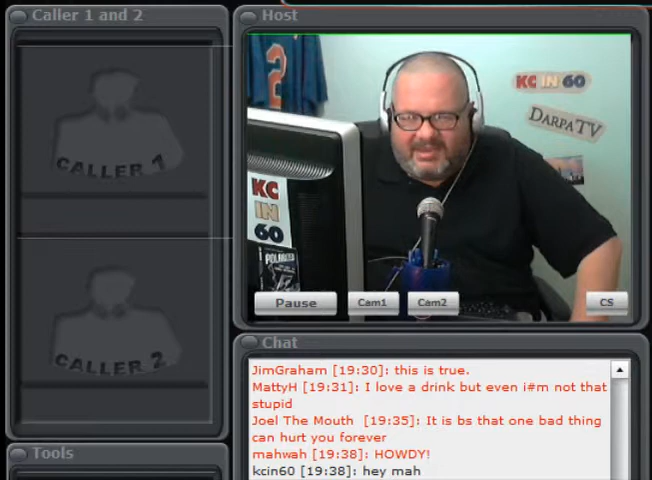 Caller 1 and 2
CALLER 1
CALLER 2
Tools
Host
2
KC IN 60
DARPATV
KC
IN
60
Pause
Cam1
Cam2
CS
Chat
JimGraham [19:30]: this is true.
MattyH [19:31]: I love a drink but even i#m not that
stupid
Joel The Mouth [19:35]: It is bs that one bad thing
can hurt you forever
mahwah [19:38]: HOWDY!
kcin60 [19:38]: hey mah